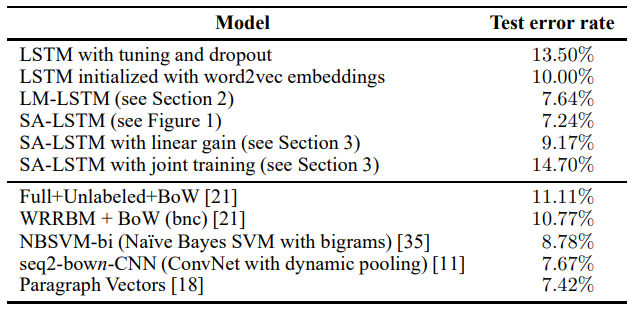 Model Test error rate
LSTM with tuning and dropout 13.50%
LSTM initialized with word2vec embeddings 10.00%
LM-LSTM (see Section 2) 7.64%
SA-LSTM (see Figure 1) 7.24%
SA-LSTM with linear gain (see Section 3) 9.17%
SA-LSTM with joint training (see Section 3) 14.70%
Full+Unlabeled+BoW [21] 11.11%
WRRBM + BoW (bnc) [21] 10.77%
NBSVM-bi (Naïve Bayes SVM with bigrams) [35] 8.78%
seq2-bown-CNN (ConvNet with dynamic pooling) [11] 7.67%
Paragraph Vectors [18] 7.42%